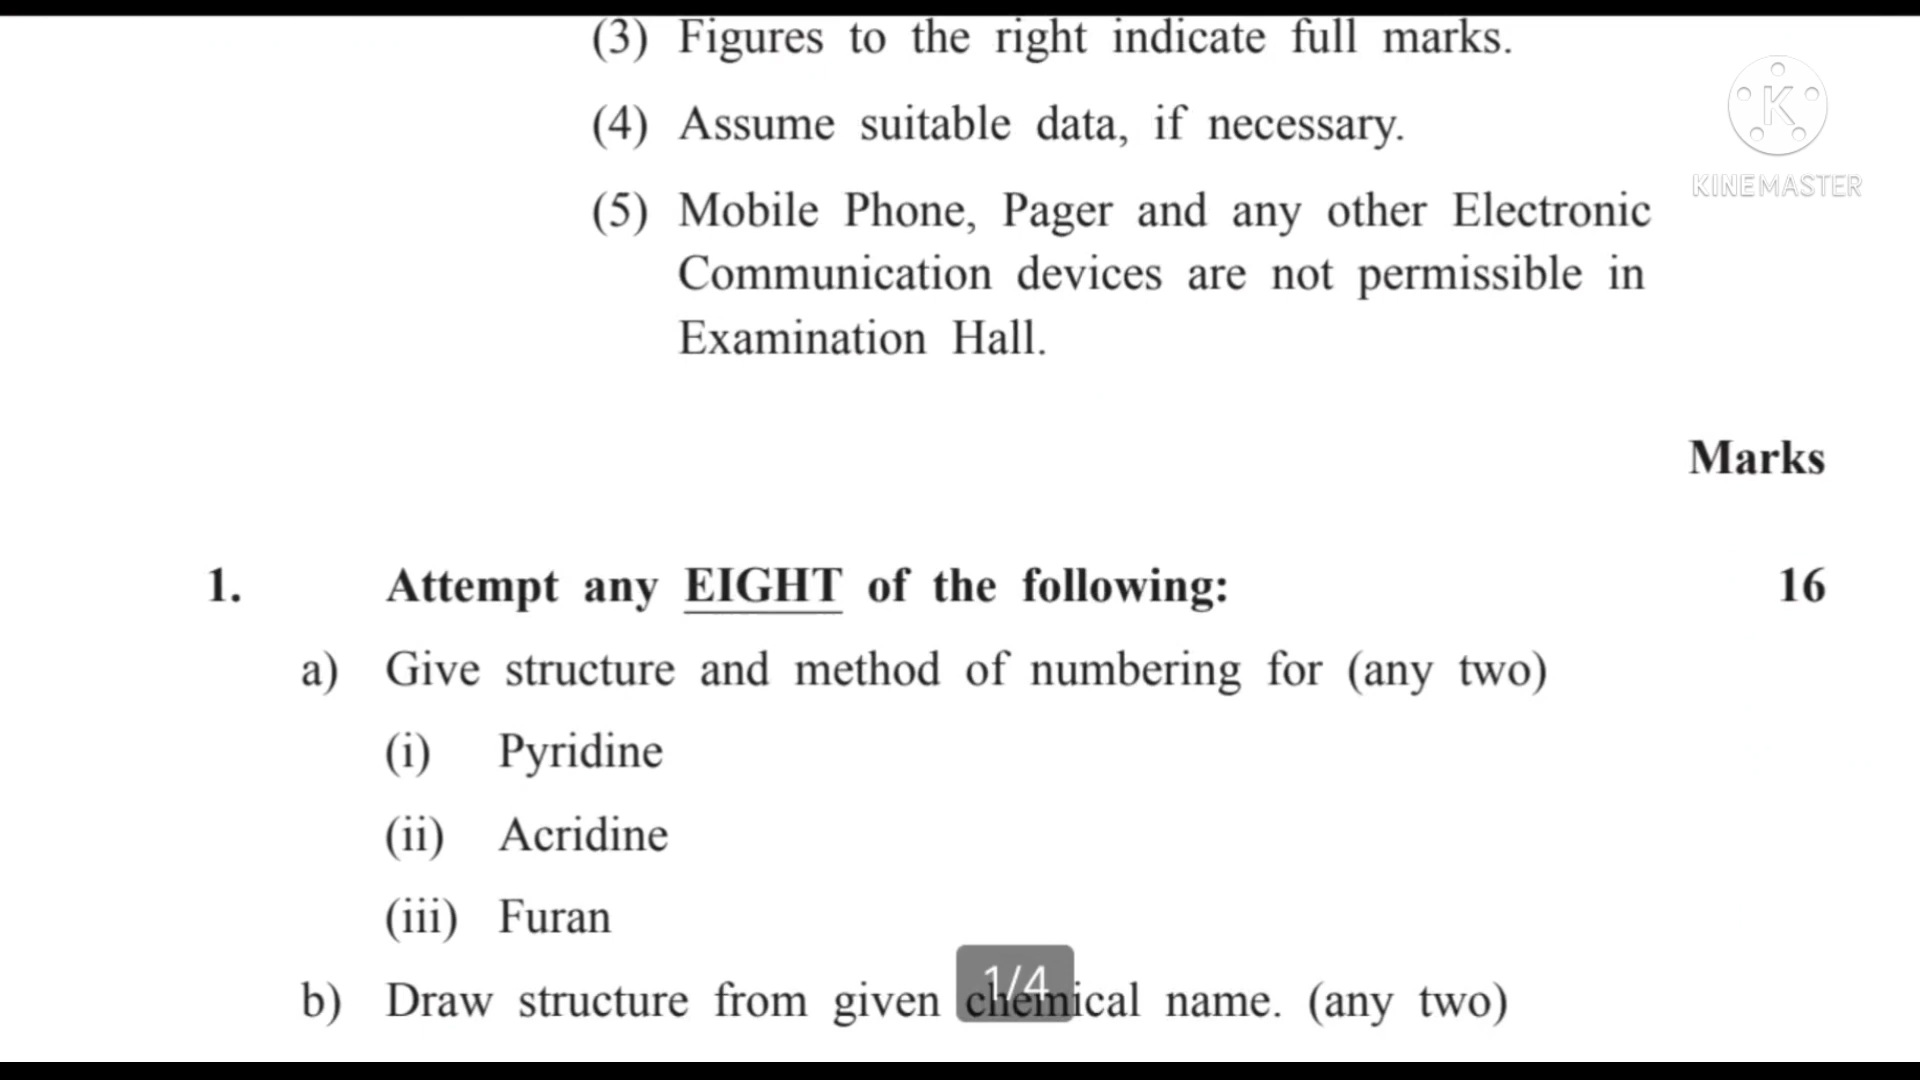 (3) Figures to the right indicate full marks.
KINEMASTER
(4) Assume suitable data, if necessary.
(5) Mobile Phone, Pager and any other Electronic
Communication devices are not permissible in
Examination Hall.
Marks
1. Attempt any EIGHT of the following: 16
a) Give structure and method of numbering for (any two)
(i) Pyridine
(ii) Acridine
(iii) Furan
1/4
b) Draw structure from given chemical name. (any two)